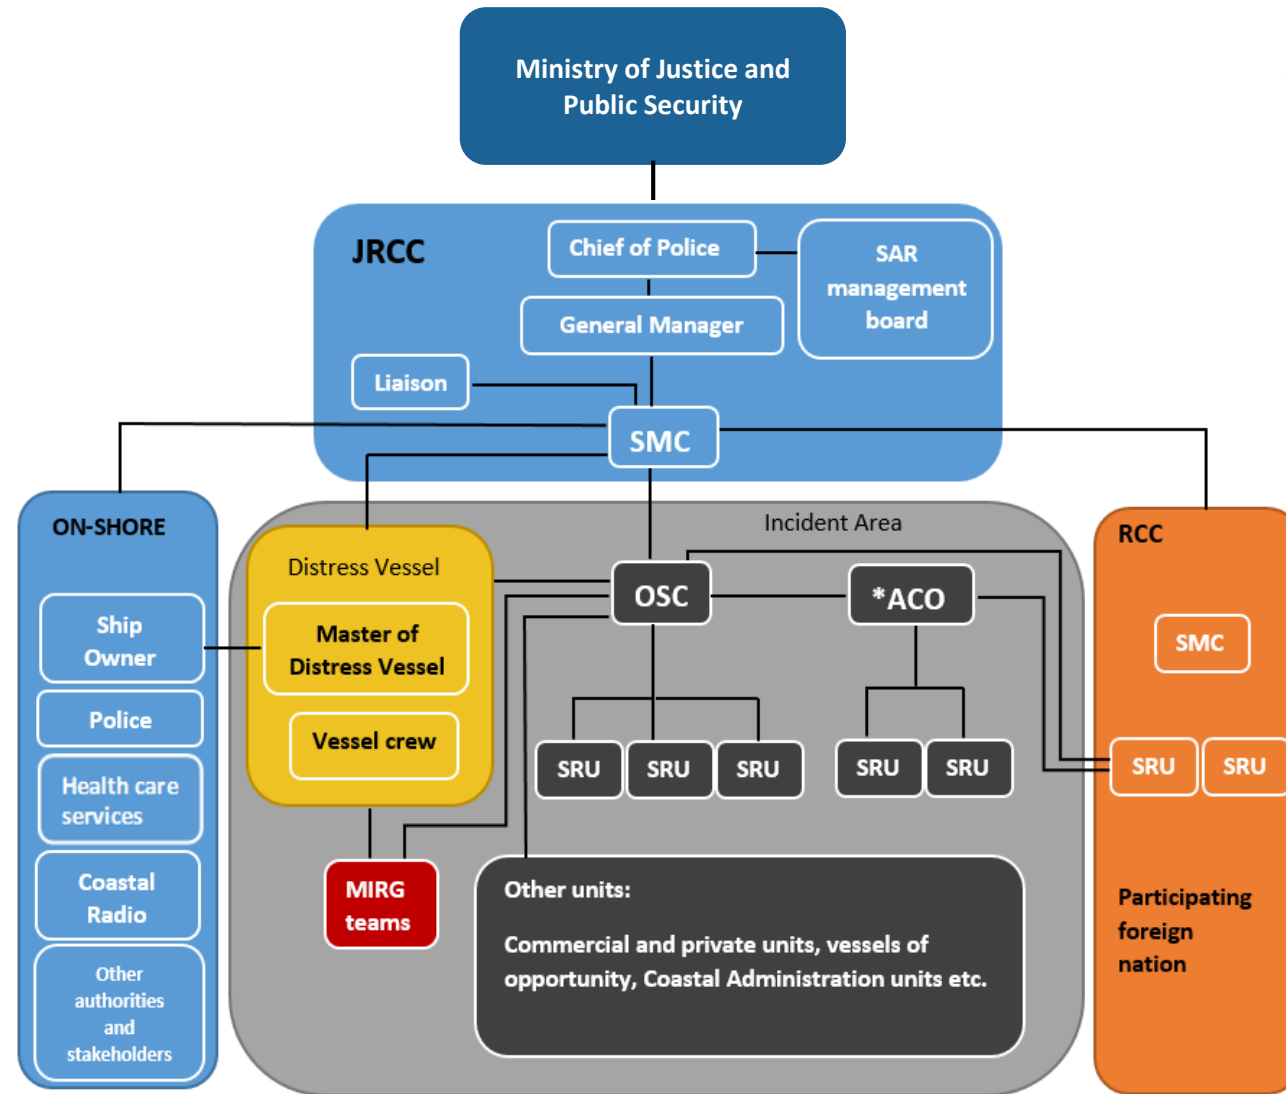 Ministry of Justice and
Public Security
JRCC
Chief of Police
SAR
management
board
General Manager
Liaison
SMC
ON-SHORE
Ship
Owner
Police
Health care
services
Coastal
Radio
Other
authorities
and
stakeholders
Incident Area
Distress Vessel
Master of
Distress Vessel
Vessel crew
OSC
*ACO
SRU
SRU
SRU
SRU
SRU
MIRG
teams
Other units:
Commercial and private units, vessels of
opportunity, Coastal Administration units etc.
RCC
SMC
SRU
SRU
Participating
foreign
nation